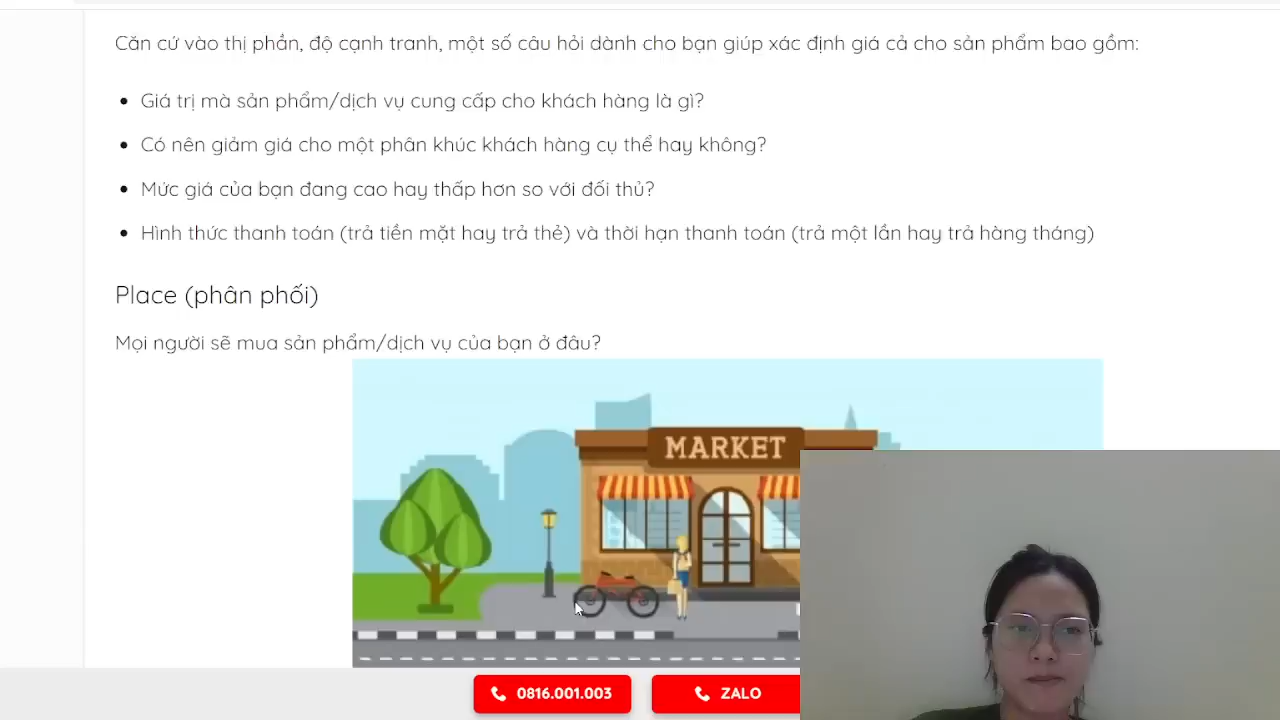 Căn cứ vào thị phần, độ cạnh tranh, một số câu hỏi dành cho bạn giúp xác định giá cả cho sản phẩm bao gồm:
Giá trị mà sản phẩm/dịch vụ cung cấp cho khách hàng là gì?
Có nên giảm giá cho một phân khúc khách hàng cụ thể hay không?
Mức giá của bạn đang cao hay thấp hơn so với đối thủ?
Hình thức thanh toán (trả tiền mặt hay trả thẻ) và thời hạn thanh toán (trả một lần hay trả hàng tháng)
Place (phân phối)
Mọi người sẽ mua sản phẩm/dịch vụ của bạn ở đâu?
MARKET
0816.001.003
ZALO